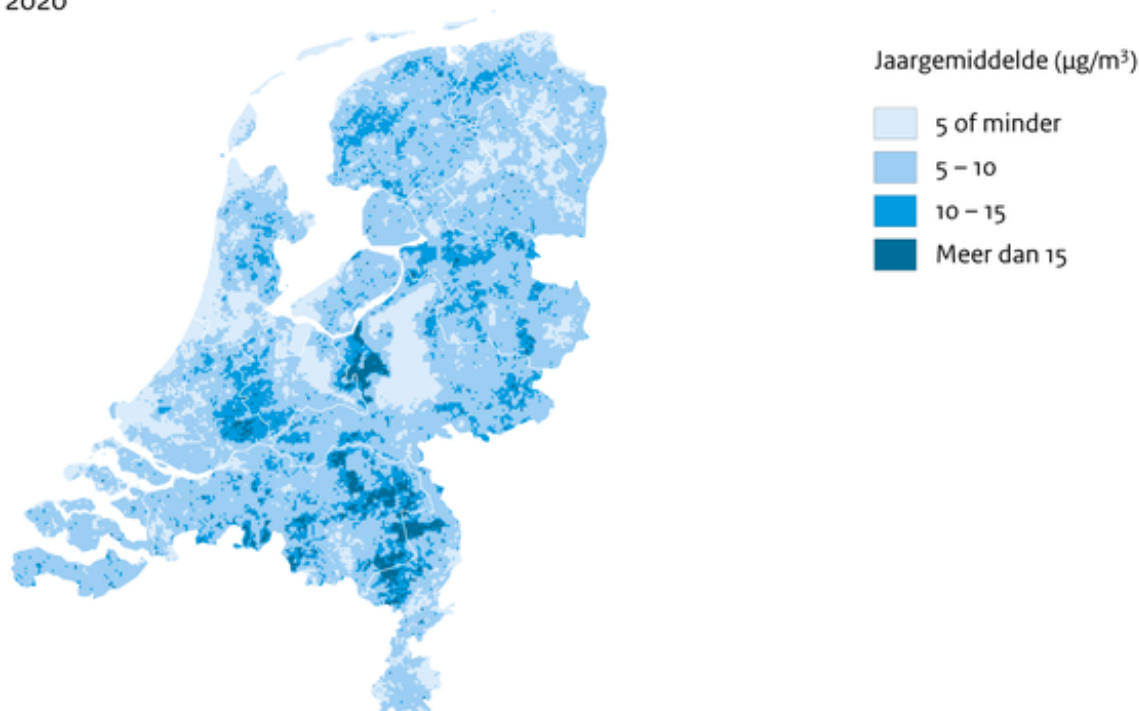 2020
Jaargemiddelde (µg/m³)
5 of minder
5 – 10
10 – 15
Meer dan 15